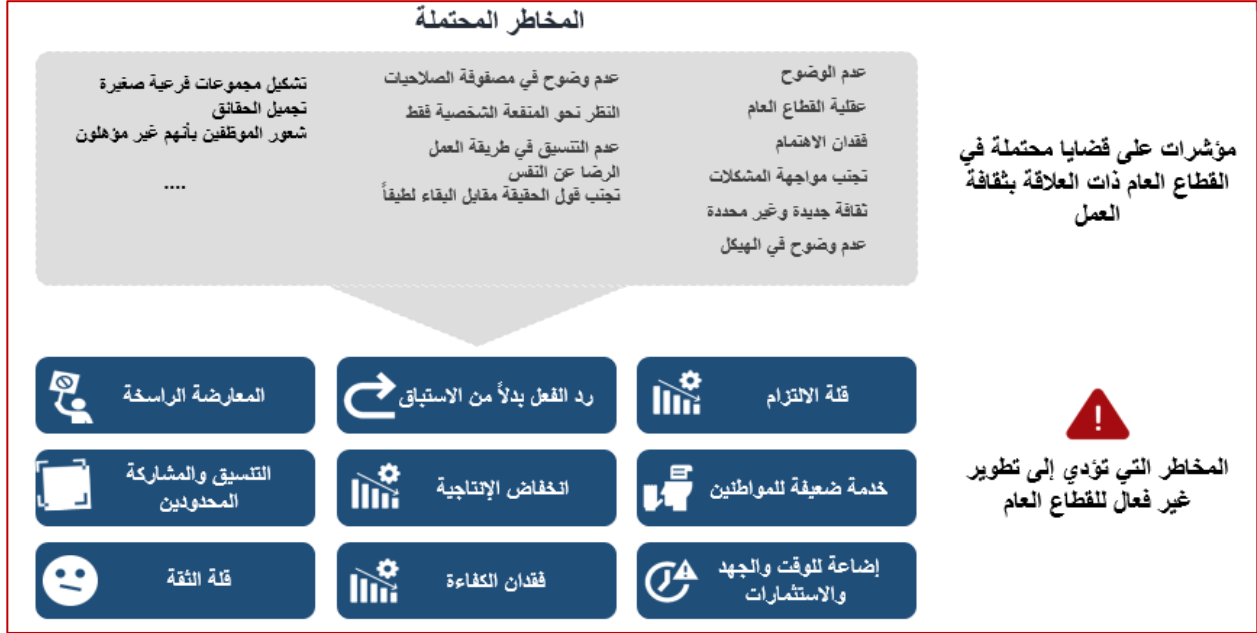 المخاطر المحتملة
مؤشرات على قضايا محتملة في
القطاع العام ذات العلاقة بثقافة
العمل
عدم الوضوح
عقلية القطاع العام
فقدان الاهتمام
تجنب مواجهة المشكلات
ثقافة جديدة وغير محددة
عدم وضوح في الهيكل
عدم وضوح في مصفوفة الصلاحيات
النظر نحو المنفعة الشخصية فقط
عدم التنسيق في طريقة العمل
الرضا عن النفس
تجنب قول الحقيقة مقابل البقاء لطيفاً
تشكيل مجموعات فرعية صغيرة
تجميل الحقائق
شعور الموظفين بأنهم غير مؤهلون
....
المخاطر التي تؤدي إلى تطوير
غير فعال للقطاع العام
قلة الالتزام
رد الفعل بدلاً من الاستباق
المعارضة الراسخة
خدمة ضعيفة للمواطنين
انخفاض الإنتاجية
التنسيق والمشاركة
المحدودين
إضاعة للوقت والجهد
والاستثمارات
فقدان الكفاءة
قلة الثقة